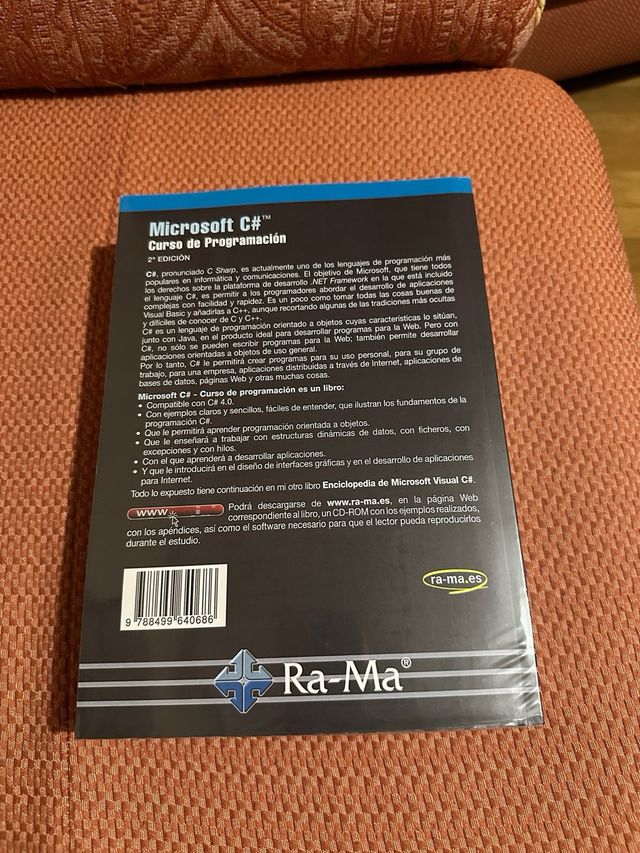 Microsoft C#™
Curso de Programación
2ª EDICIÓN
C#, pronunciado C Sharp, es actualmente uno de los lenguajes de programación más
populares en informática y comunicaciones. El objetivo de Microsoft, que tiene todos
los derechos sobre la plataforma de desarrollo .NET Framework en la que está incluido
el lenguaje C#, es permitir a los programadores abordar el desarrollo de aplicaciones
complejas con facilidad y rapidez. Es un poco como tomar todas las cosas buenas de
Visual Basic y añadirlas a C++, aunque recortando algunas de las tradiciones más ocultas
y difíciles de conocer de C y C++.
C# es un lenguaje de programación orientado a objetos cuyas características lo sitúan,
junto con Java, en el producto ideal para desarrollar programas para la Web. Pero con
C#, no sólo se pueden escribir programas para la Web; también permite desarrollar
aplicaciones orientadas a objetos de uso general.
Por lo tanto, C# le permitirá crear programas para su uso personal, para su grupo de
trabajo, para una empresa, aplicaciones distribuidas a través de Internet, aplicaciones de
bases de datos, páginas Web y otras muchas cosas.
Microsoft C# - Curso de programación es un libro:
• Compatible con C# 4.0.
• Con ejemplos claros y sencillos, fáciles de entender, que ilustran los fundamentos de la
programación C#.
• Que le permitirá aprender programación orientada a objetos.
• Que le enseñará a trabajar con estructuras dinámicas de datos, con ficheros, con
excepciones y con hilos.
• Con el que aprenderá a desarrollar aplicaciones.
• Y que le introducirá en el diseño de interfaces gráficas y en el desarrollo de aplicaciones
para Internet.
Todo lo expuesto tiene continuación en mi otro libro Enciclopedia de Microsoft Visual C#.
www
Podrá descargarse de www.ra-ma.es, en la página Web
correspondiente al libro, un CD-ROM con los ejemplos realizados,
con los apéndices, así como el software necesario para que el lector pueda reproducirlos
durante el estudio.
ra-ma.es
9 788499 640686
Ra-Ma®